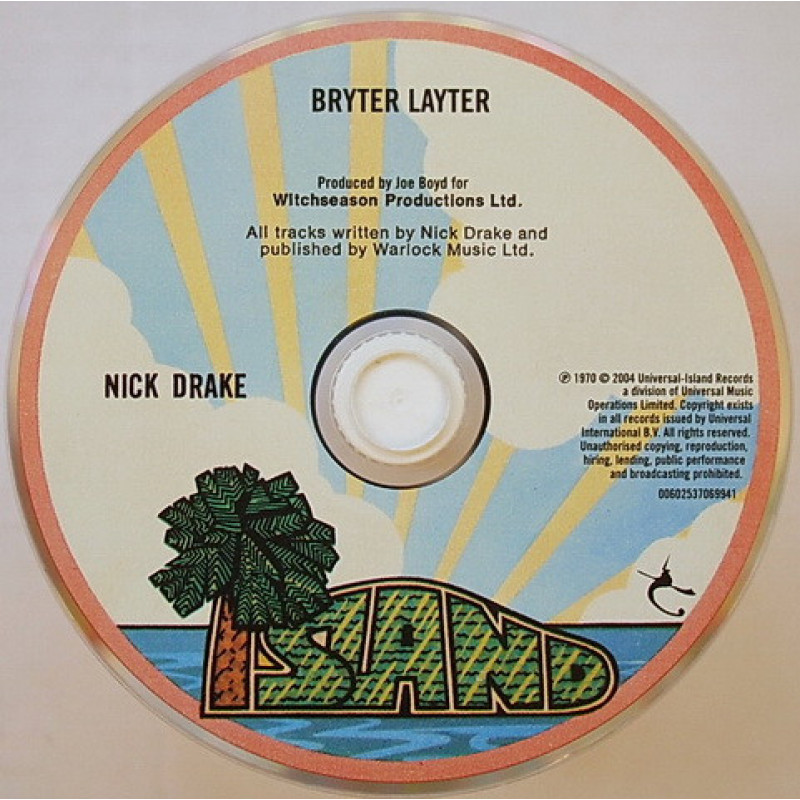 BRYTER LAYTER
Produced by Joe Boyd for
Witchseason Productions Ltd.
All tracks written by Nick Drake and
published by Warlock Music Ltd.
NICK DRAKE
℗ 1970 © 2004 Universal-Island Records
a division of Universal Music
Operations Limited. Copyright exists
in all records issued by Universal
International B.V. All rights reserved.
Unauthorised copying, reproduction,
hiring, lending, public performance
and broadcasting prohibited.
00602537069941
ISLAND